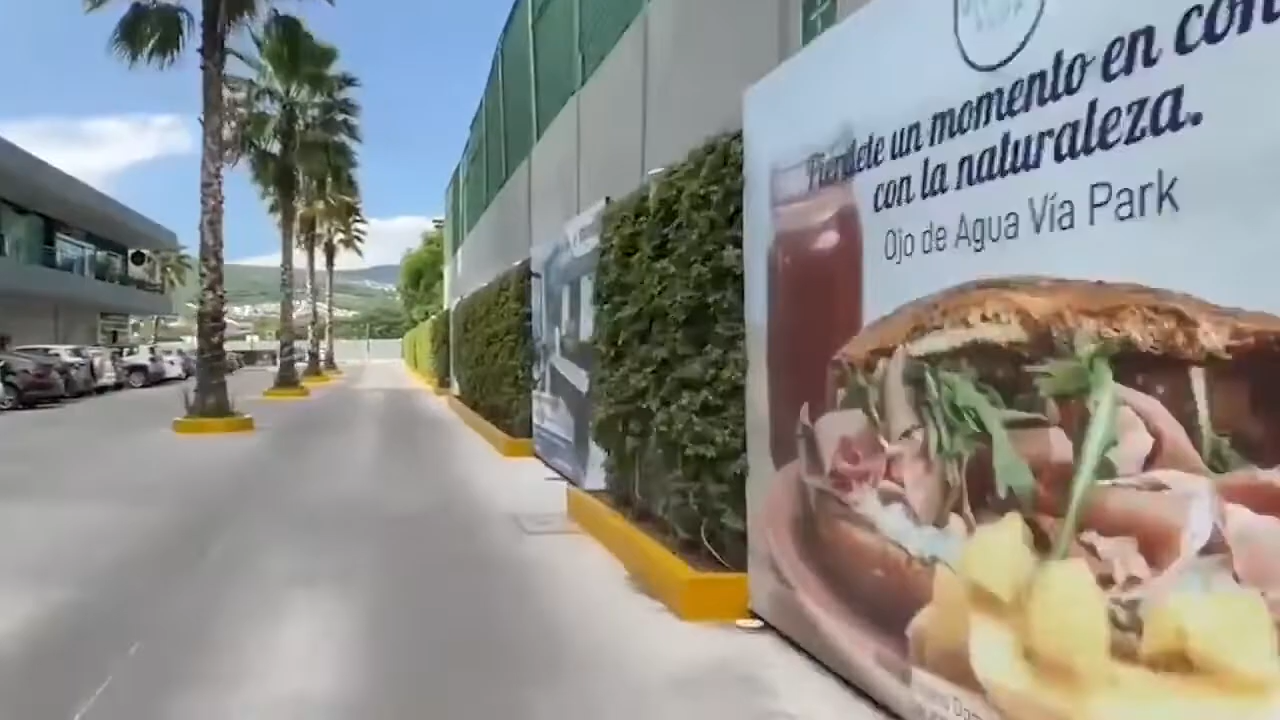 Piérdete un momento en con
con la naturaleza.
Ojo de Agua Vía Park